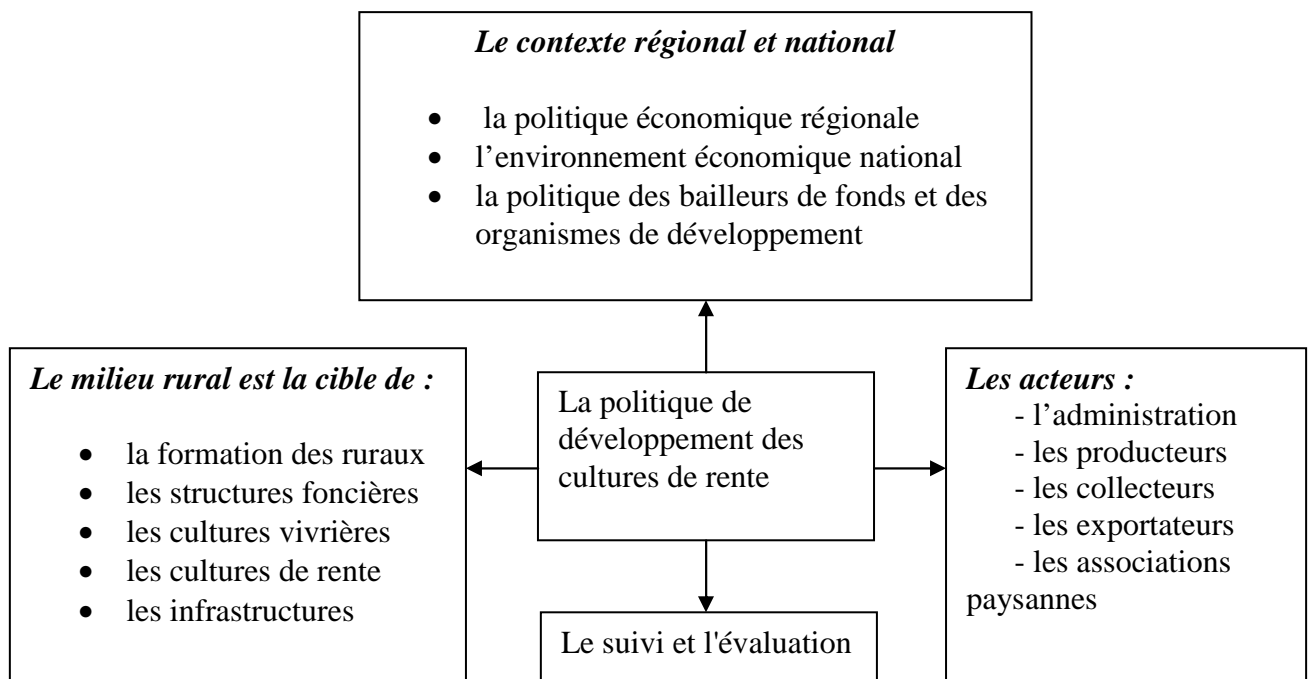 Le contexte régional et national
• la politique économique régionale
• l’environnement économique national
• la politique des bailleurs de fonds et des
organismes de développement
Le milieu rural est la cible de :
• la formation des ruraux
• les structures foncières
• les cultures vivrières
• les cultures de rente
• les infrastructures
La politique de
développement des
cultures de rente
Les acteurs :
- l’administration
- les producteurs
- les collecteurs
- les exportateurs
- les associations
paysannes
Le suivi et l'évaluation